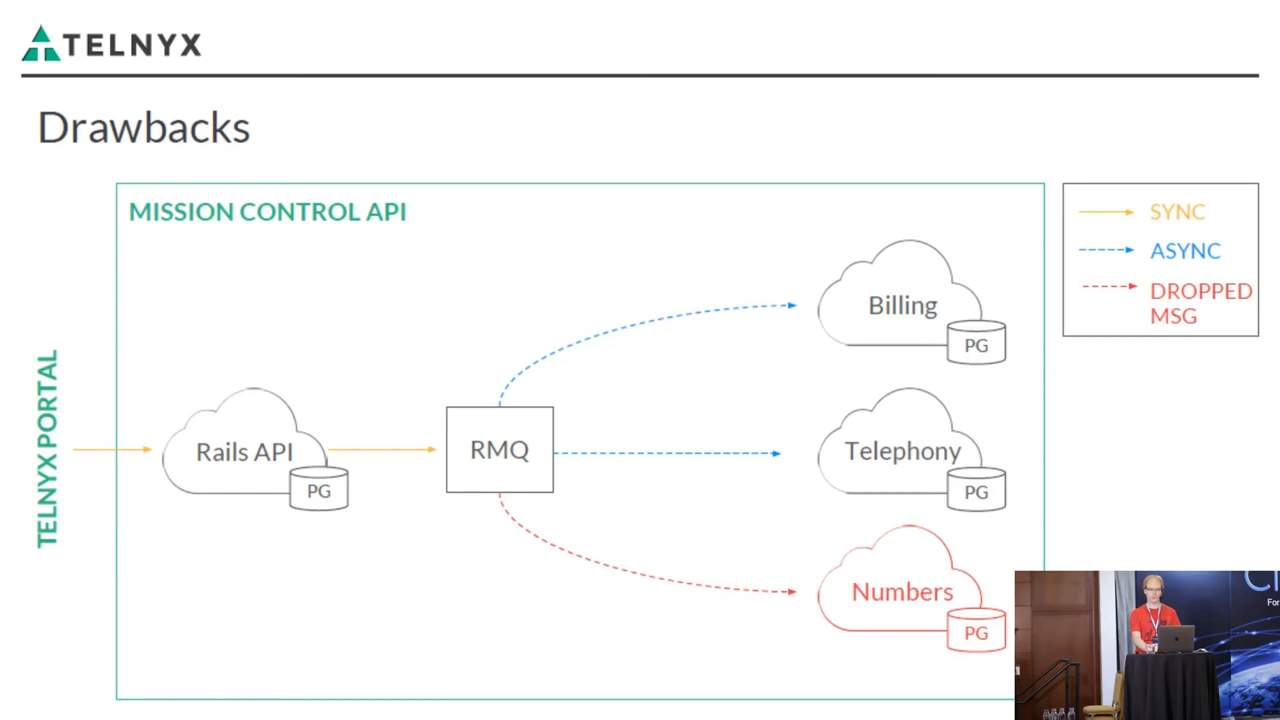 TELNYX
Drawbacks
MISSION CONTROL API
SYNC
ASYNC
DROPPED
MSG
Billing
PG
TELNYX PORTAL
Rails API
PG
RMQ
Telephony
PG
Numbers
PG
For